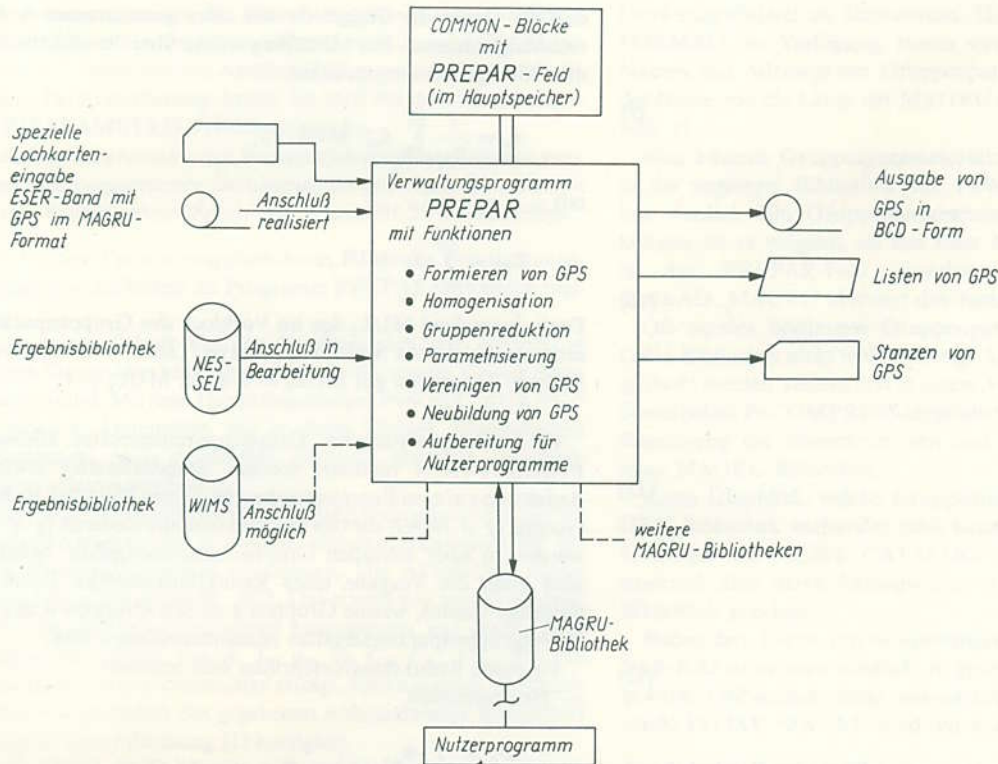 COMMON-Blöcke
mit
PREPAR-Feld
(im Hauptspeicher)
spezielle
Lochkarten-
eingabe
ESER-Band mit
GPS im MAGRU-
Format
Anschluß
realisiert
Ergebnisbibliothek
NES-
SEL
Anschluß in
Bearbeitung
Ergebnisbibliothek
WIMS
Anschluß
möglich
Verwaltungsprogramm
PREPAR
mit Funktionen
• Formieren von GPS
• Homogenisation
• Gruppenreduktion
• Parametrisierung
• Vereinigen von GPS
• Neubildung von GPS
• Aufbereitung für
Nutzerprogramme
Ausgabe von
GPS in
BCD-Form
Listen von GPS
Stanzen von
GPS
weitere
MAGRU-Bibliotheken
MAGRU-
Bibliothek
Nutzerprogramm